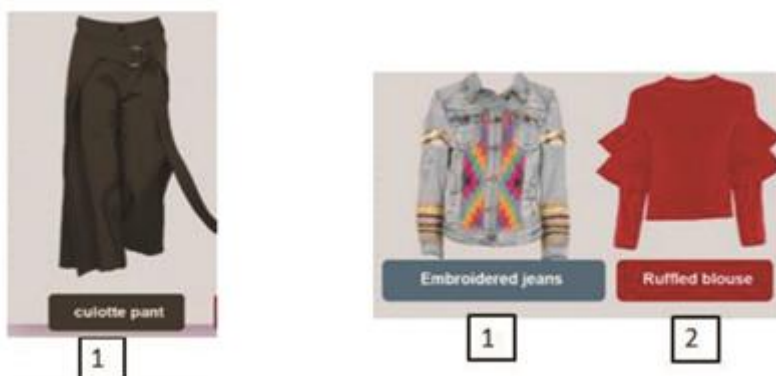 culotte pant
1
Embroidered jeans
Ruffled blouse
1
2